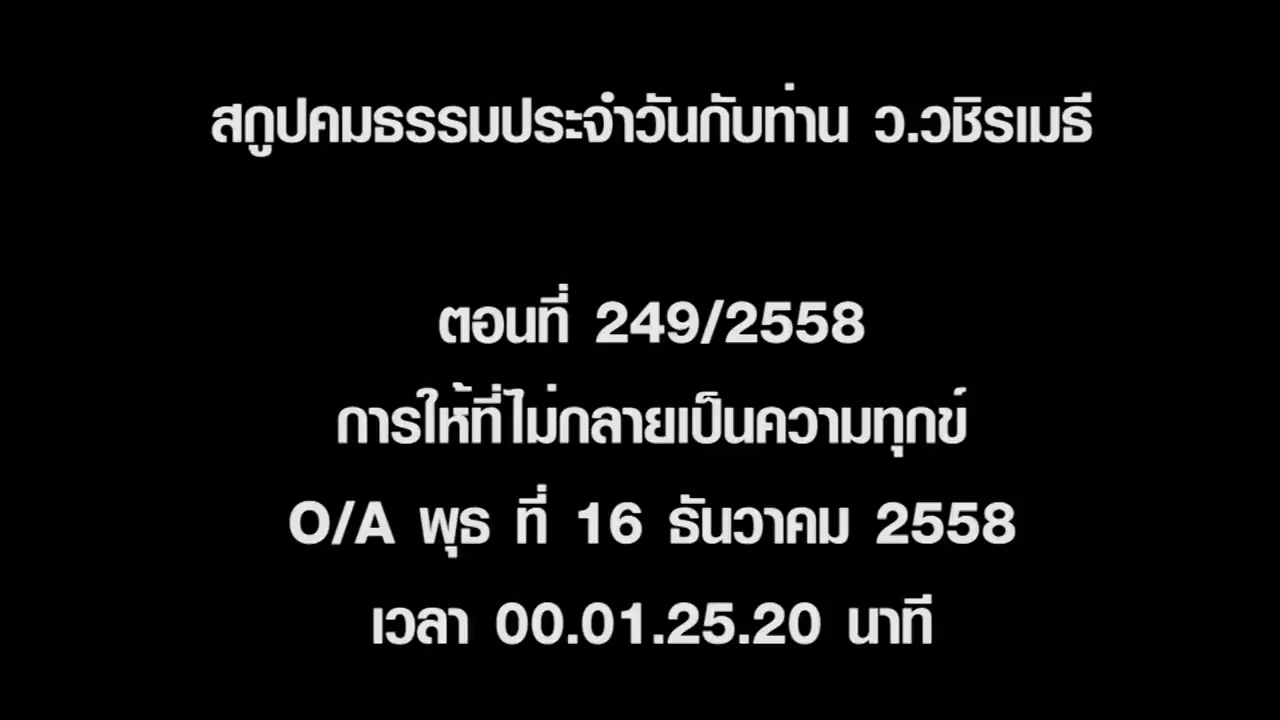 สกูปคมธรรมประจำวันกับท่าน ว.วชิรเมธี
ตอนที่ 249/2558
การให้ที่ไม่กลายเป็นความทุกข์
O/A พุธ ที่ 16 ธันวาคม 2558
เวลา 00.01.25.20 นาที